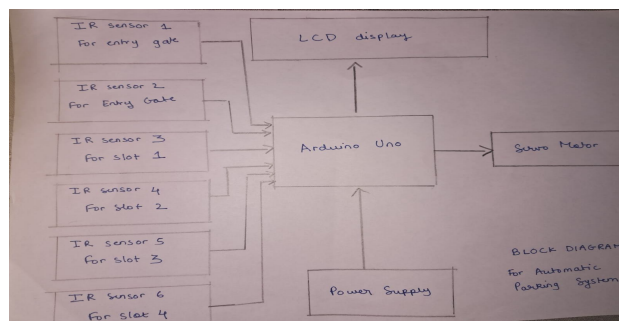 IR sensor 1
For entry gate
IR sensor 2
For Entry Gate
IR sensor 3
for slot 1
IR sensor 4
for slot 2
IR sensor 5
for slot 3
IR sensor 6
for slot 4
LCD display
Arduino Uno
Servo Motor
Power Supply
BLOCK DIAGRAM
For Automatic
Parking System